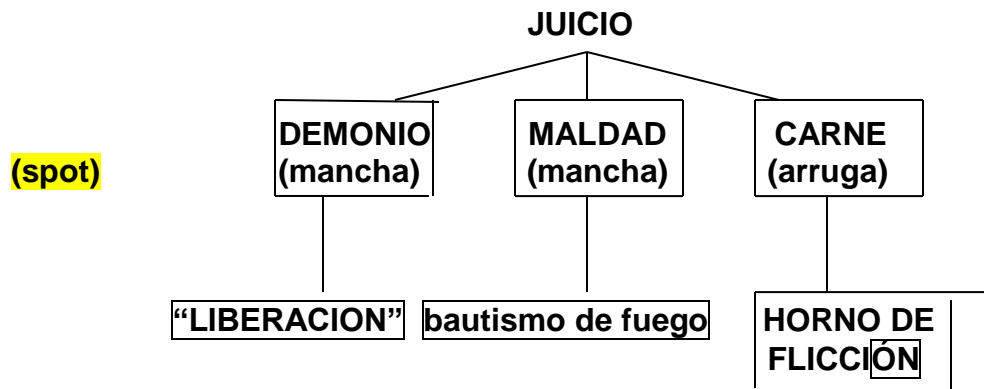 JUICIO
DEMONIO MALDAD CARNE
(spot) (mancha) (mancha) (arruga)
“LIBERACION” bautismo de fuego HORNO DE
FLICCIÓN